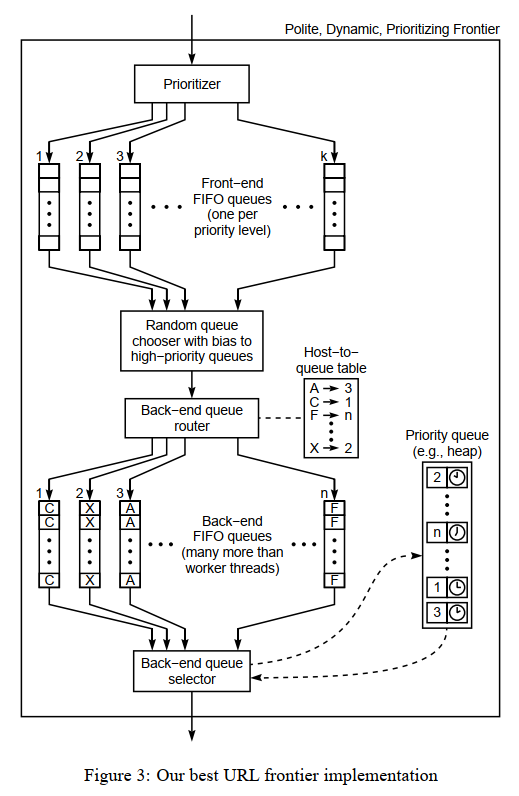 Polite, Dynamic, Prioritizing Frontier
Prioritizer
1 2 3 k
Front−end
FIFO queues
(one per
priority level)
Random queue
chooser with bias to
high−priority queues
Host−to−
queue table
A 3
C 1
F n
X 2
Back−end queue
router
Priority queue
(e.g., heap)
2
n
1
3
1 2 3 n
C X A F
C X A F
Back−end
FIFO queues
(many more than
worker threads)
C X A F
Back−end queue
selector
Figure 3: Our best URL frontier implementation